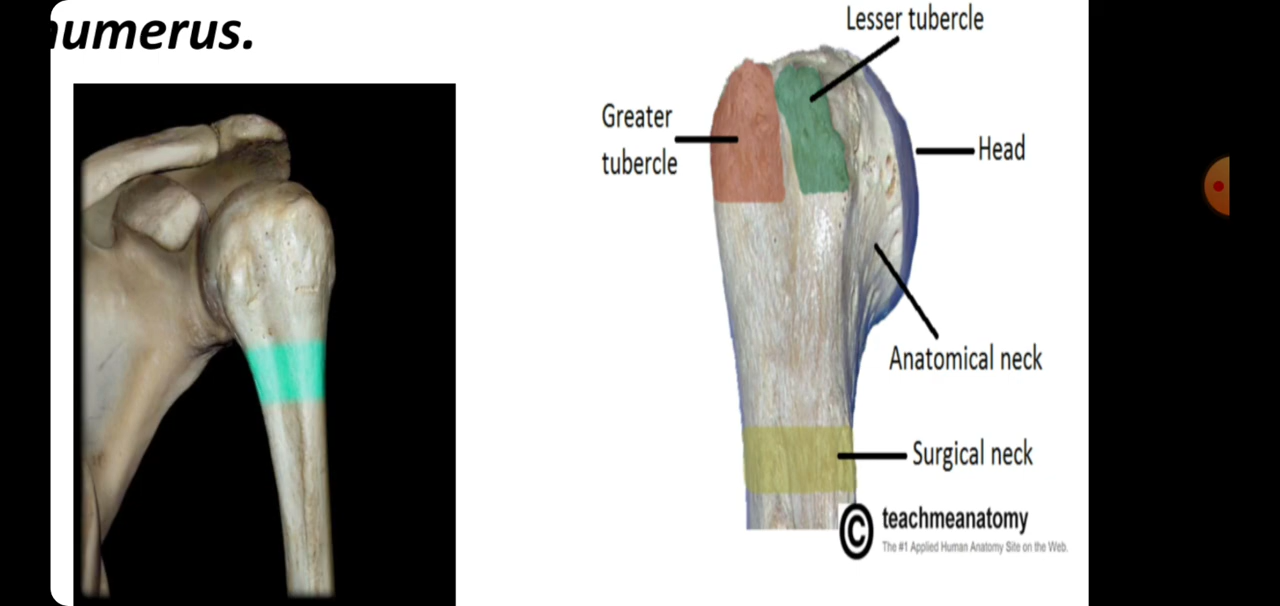 humerus.
Lesser tubercle
Greater
tubercle
Head
Anatomical neck
Surgical neck
© teachmeanatomy
The #1 Applied Human Anatomy Site on the Web.